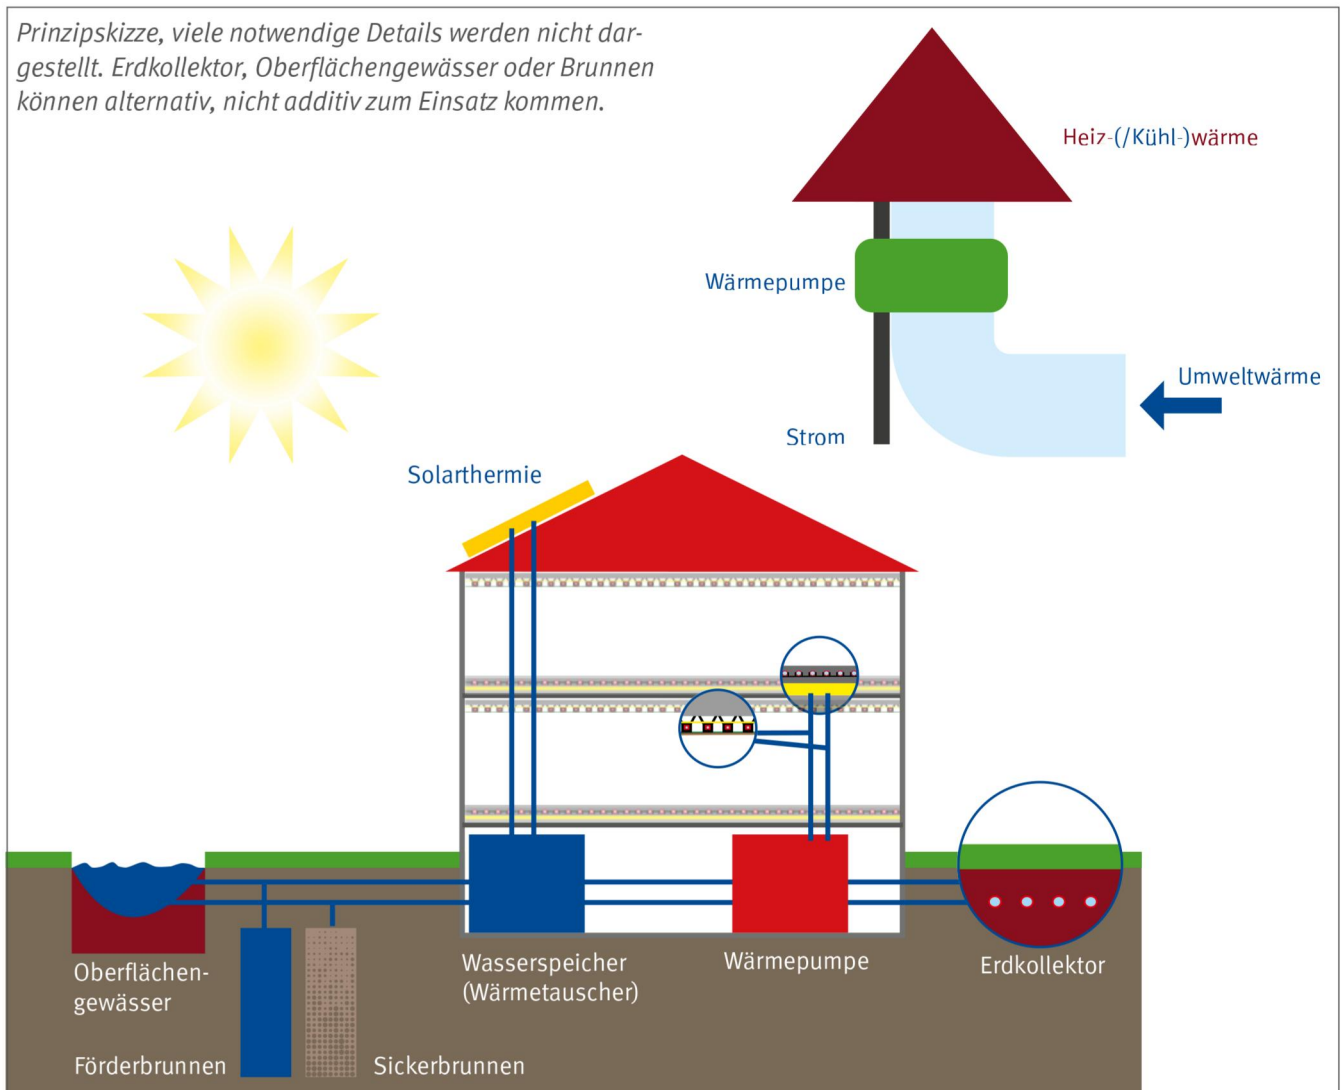 Prinzipskizze, viele notwendige Details werden nicht dar-
gestellt. Erdkollektor, Oberflächengewässer oder Brunnen
können alternativ, nicht additiv zum Einsatz kommen.
Heiz-(/Kühl-)wärme
Wärmepumpe
Umweltwärme
Strom
Solarthermie
Oberflächen-
gewässer
Wasserspeicher
(Wärmetauscher)
Wärmepumpe
Erdkollektor
Förderbrunnen
Sickerbrunnen